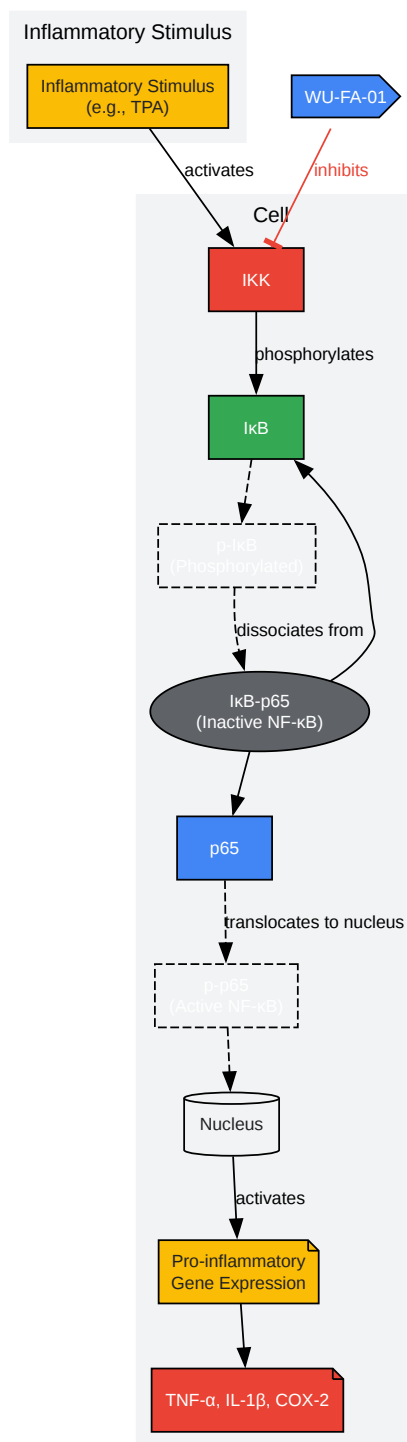 Inflammatory Stimulus
Inflammatory Stimulus
(e.g., TPA)
WU-FA-01
activates
inhibits
Cell
IKK
phosphorylates
IκB
p-IκB
(Phosphorylated)
dissociates from
IκB-p65
(Inactive NF-κB)
p65
translocates to nucleus
p-p65
(Active NF-κB)
Nucleus
activates
Pro-inflammatory
Gene Expression
TNF-α, IL-1β, COX-2